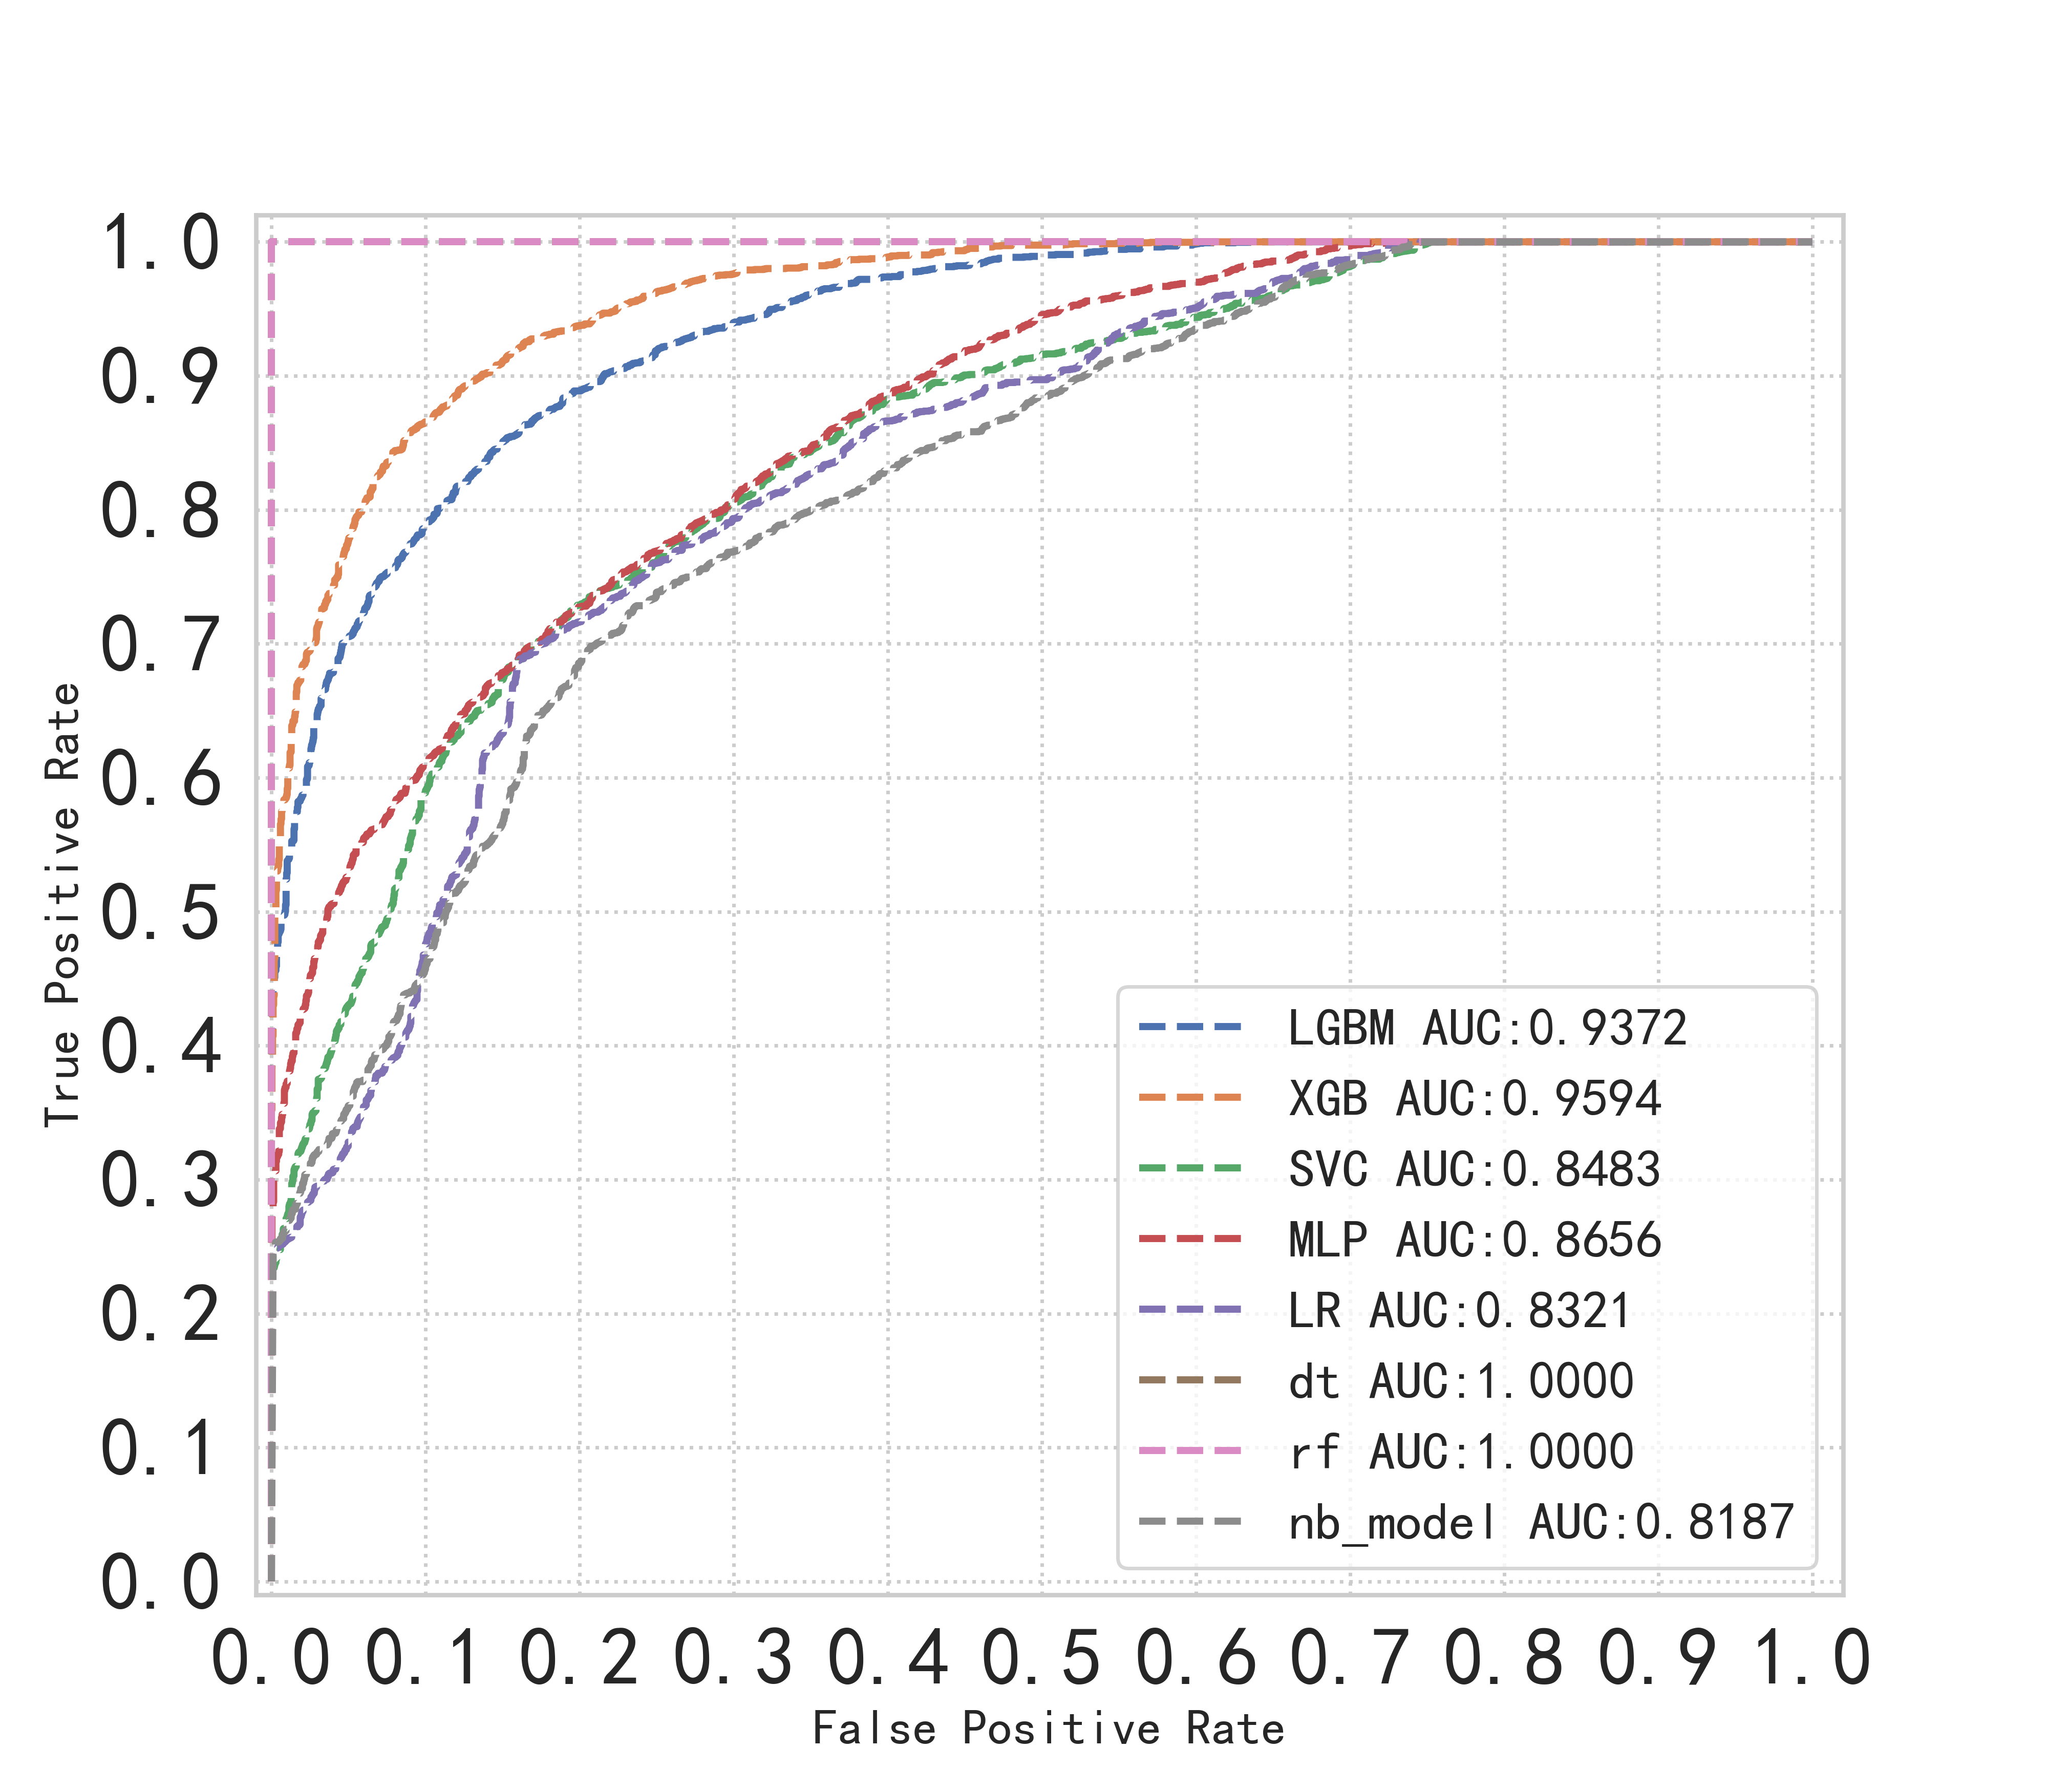 1.0
0.9
0.8
0.7
0.6
0.5
0.4
0.3
0.2
0.1
0.0
True Positive Rate
LGBM AUC:0.9372
XGB AUC:0.9594
SVC AUC:0.8483
MLP AUC:0.8656
LR AUC:0.8321
dt AUC:1.0000
rf AUC:1.0000
nb_model AUC:0.8187
0.0 0.1 0.2 0.3 0.4 0.5 0.6 0.7 0.8 0.9 1.0
False Positive Rate